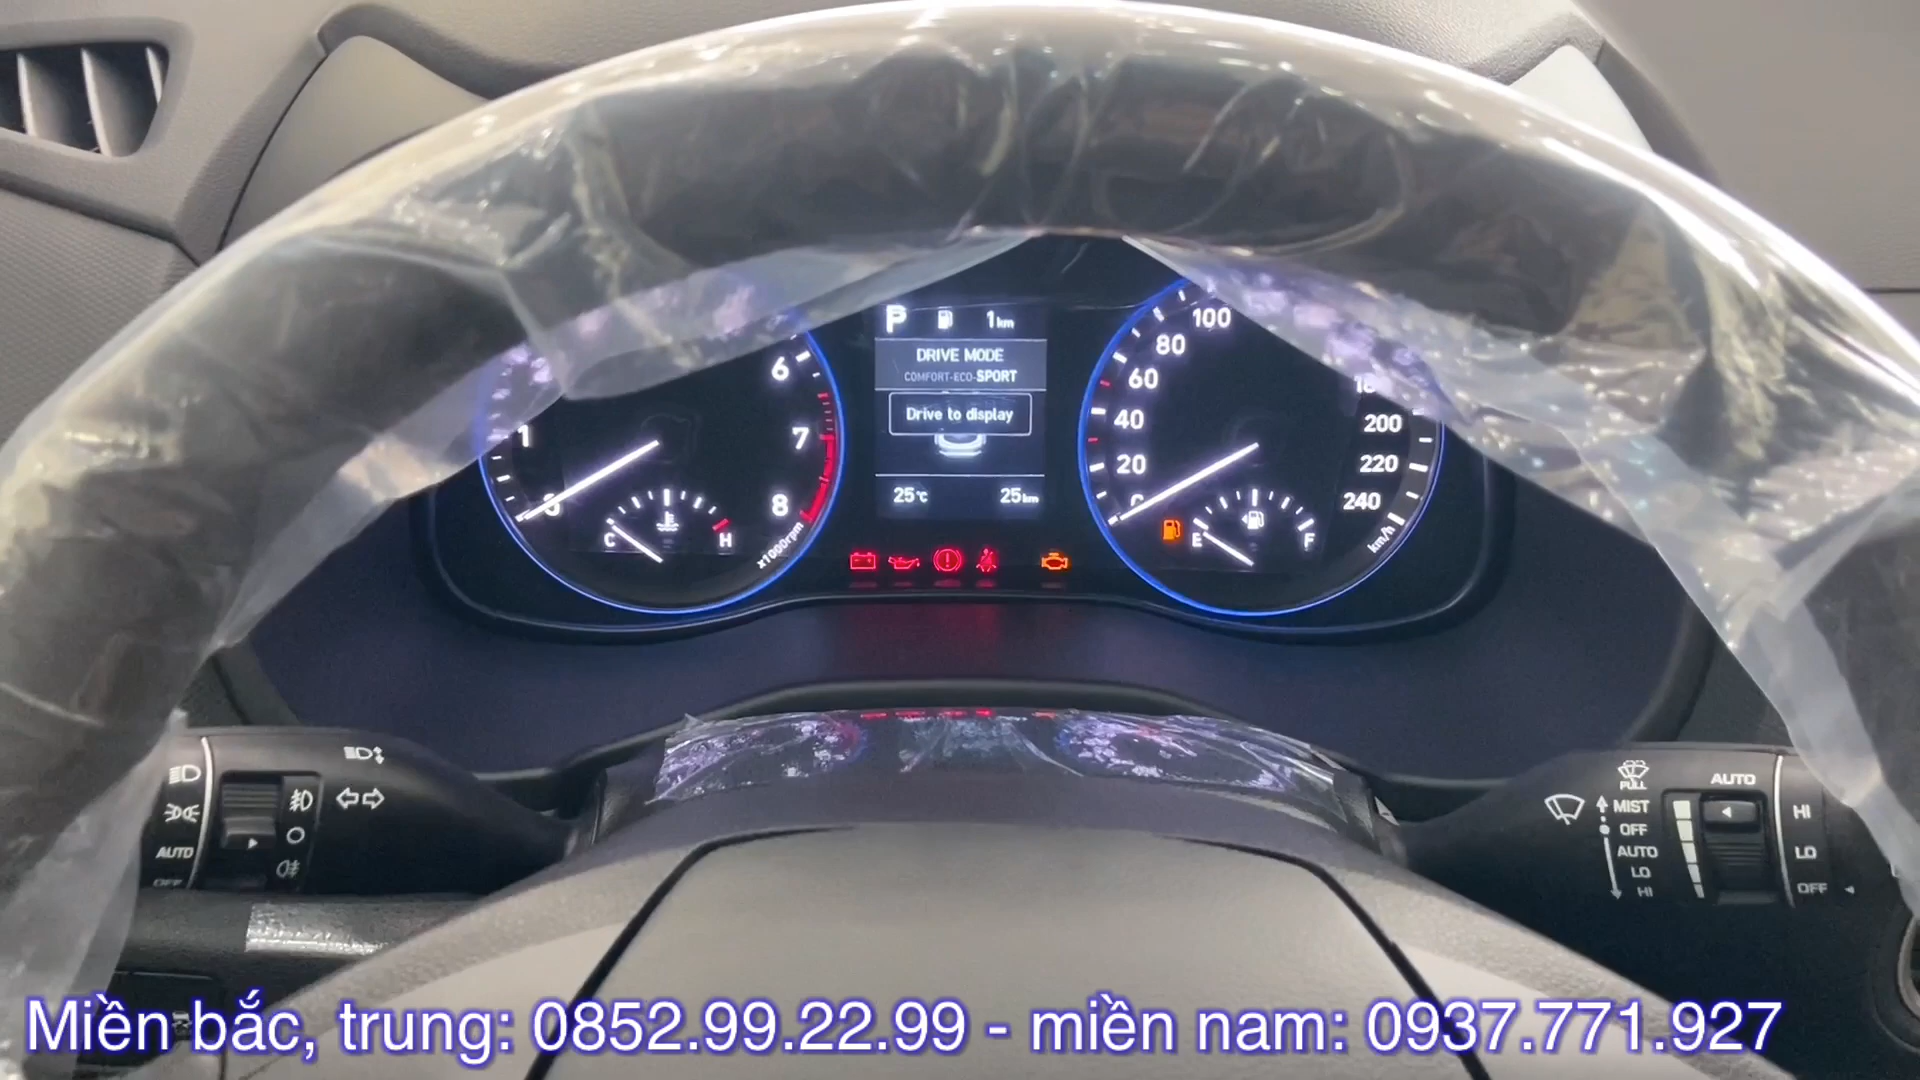 P 1km
DRIVE MODE
COMFORT-ECO-SPORT
Drive to display
25°C 25km
1 6 7 8
x1000rpm
C H
20 40 60 80 100 200 220 240
km/h
E F
AUTO
MIST
OFF
AUTO
LO
HI
FULL
AUTO
HI
LO
OFF
Miền bắc, trung: 0852.99.22.99 - miền nam: 0937.771.927